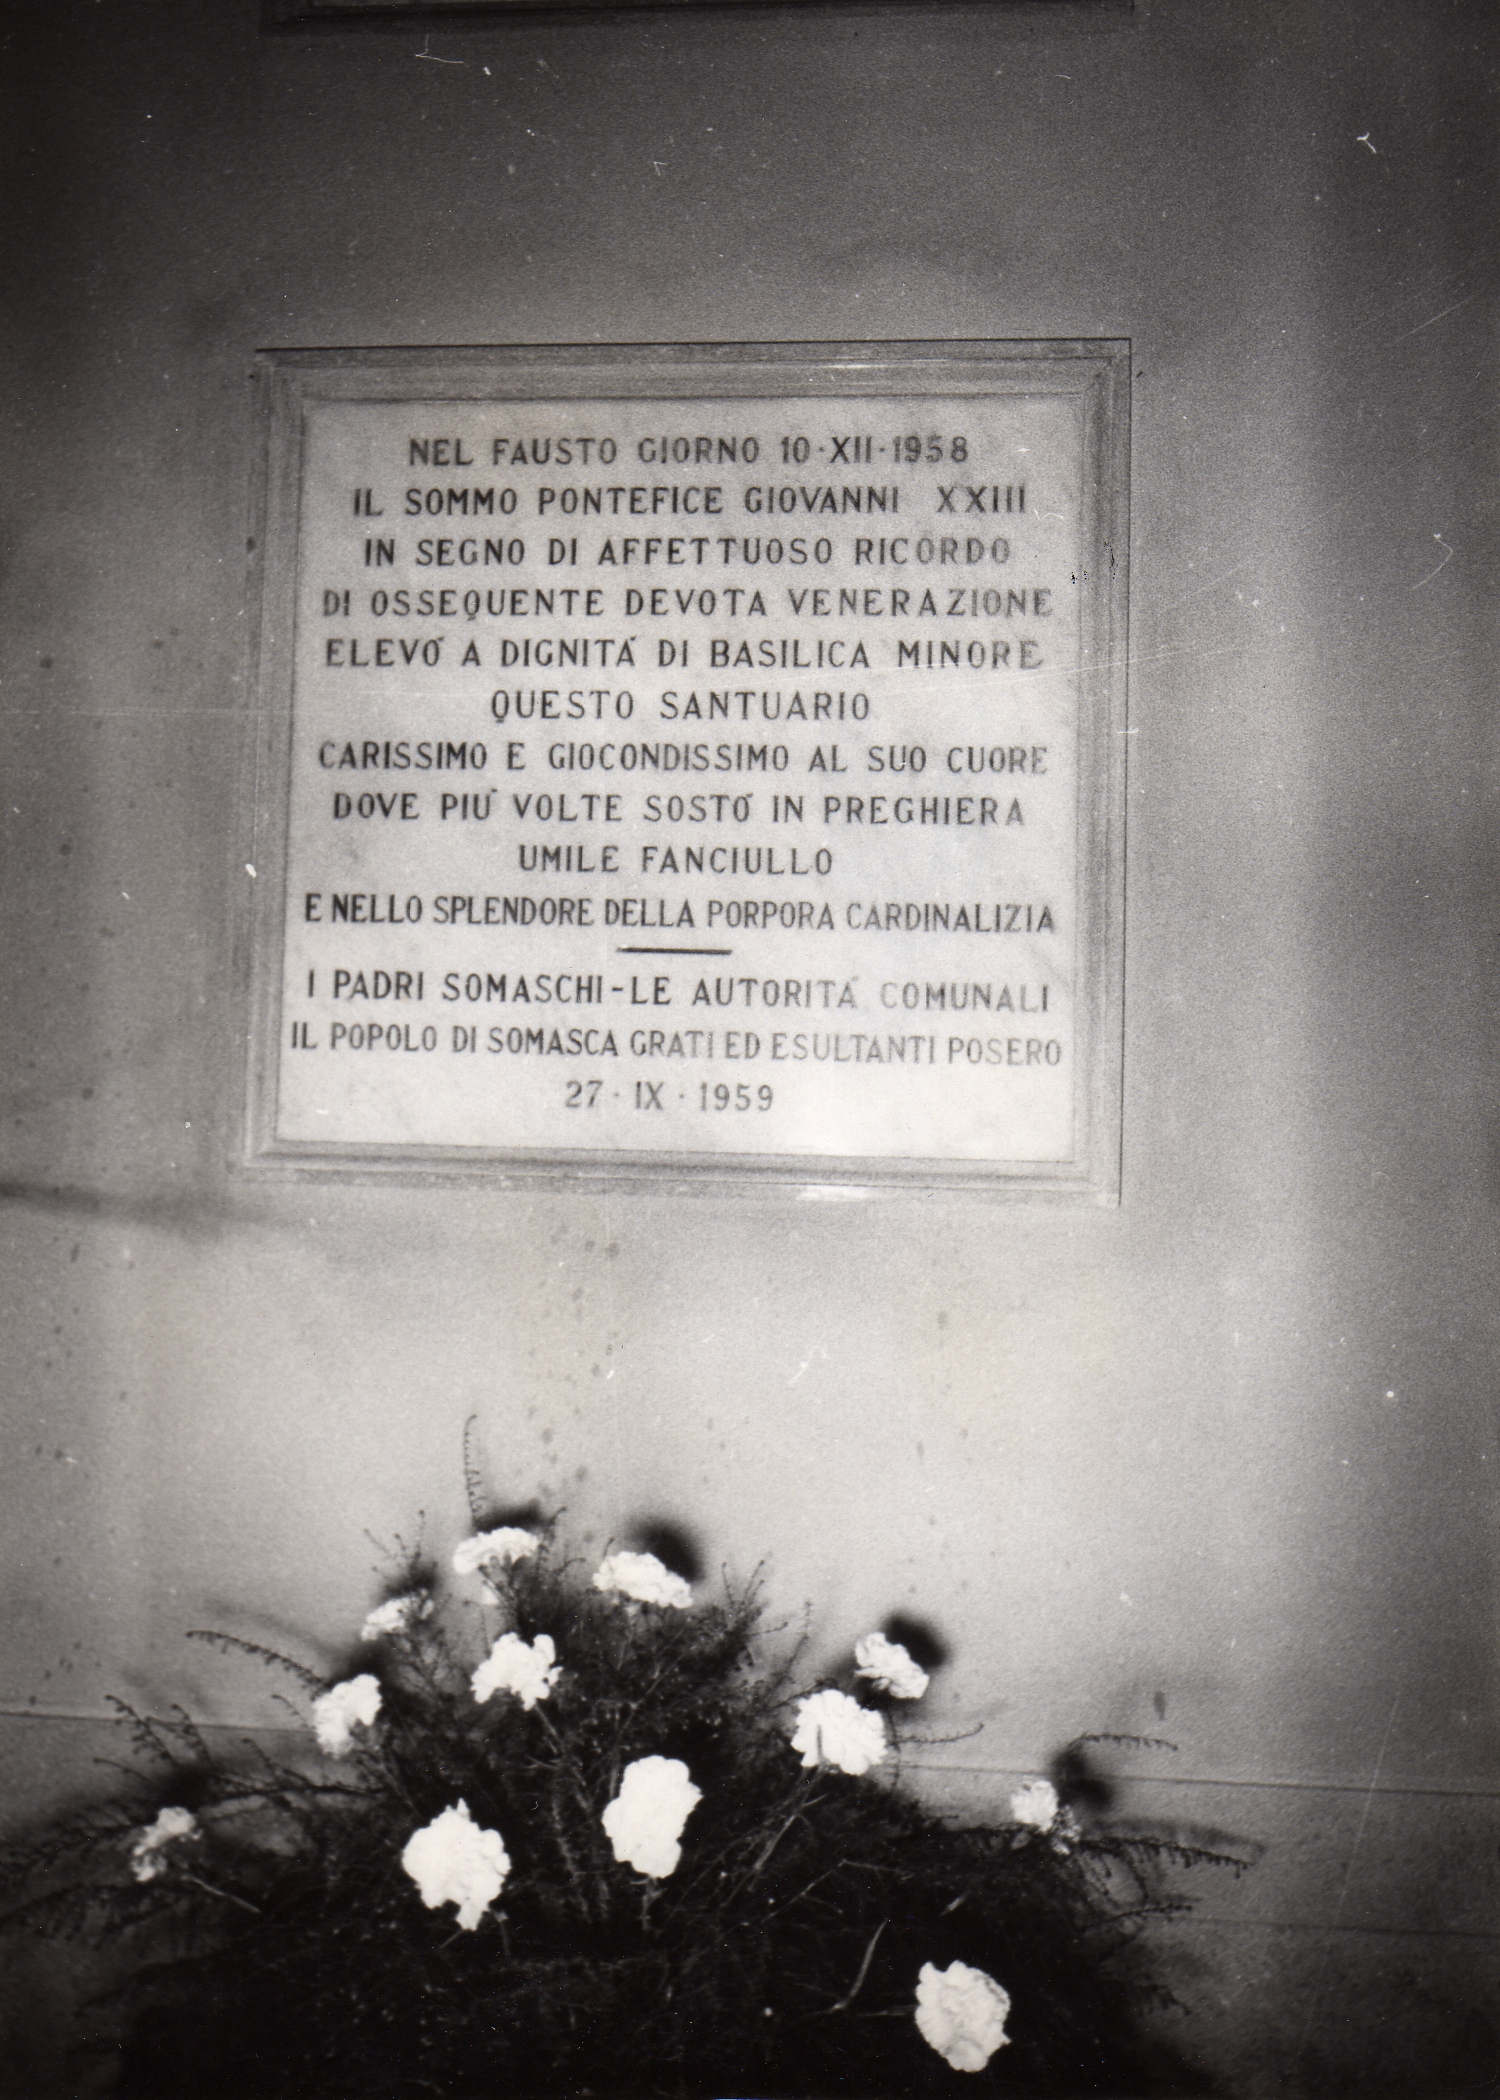 NEL FAUSTO GIORNO 10·XII·1958
IL SOMMO PONTEFICE GIOVANNI XXIII
IN SEGNO DI AFFETTUOSO RICORDO
DI OSSEQUENTE DEVOTA VENERAZIONE
ELEVÓ A DIGNITÁ DI BASILICA MINORE
QUESTO SANTUARIO
CARISSIMO E GIOCONDISSIMO AL SUO CUORE
DOVE PIÚ VOLTE SOSTÓ IN PREGHIERA
UMILE FANCIULLO
E NELLO SPLENDORE DELLA PORPORA CARDINALIZIA
I PADRI SOMASCHI-LE AUTORITÁ COMUNALI
IL POPOLO DI SOMASCA GRATI ED ESULTANTI POSERO
27·IX·1959